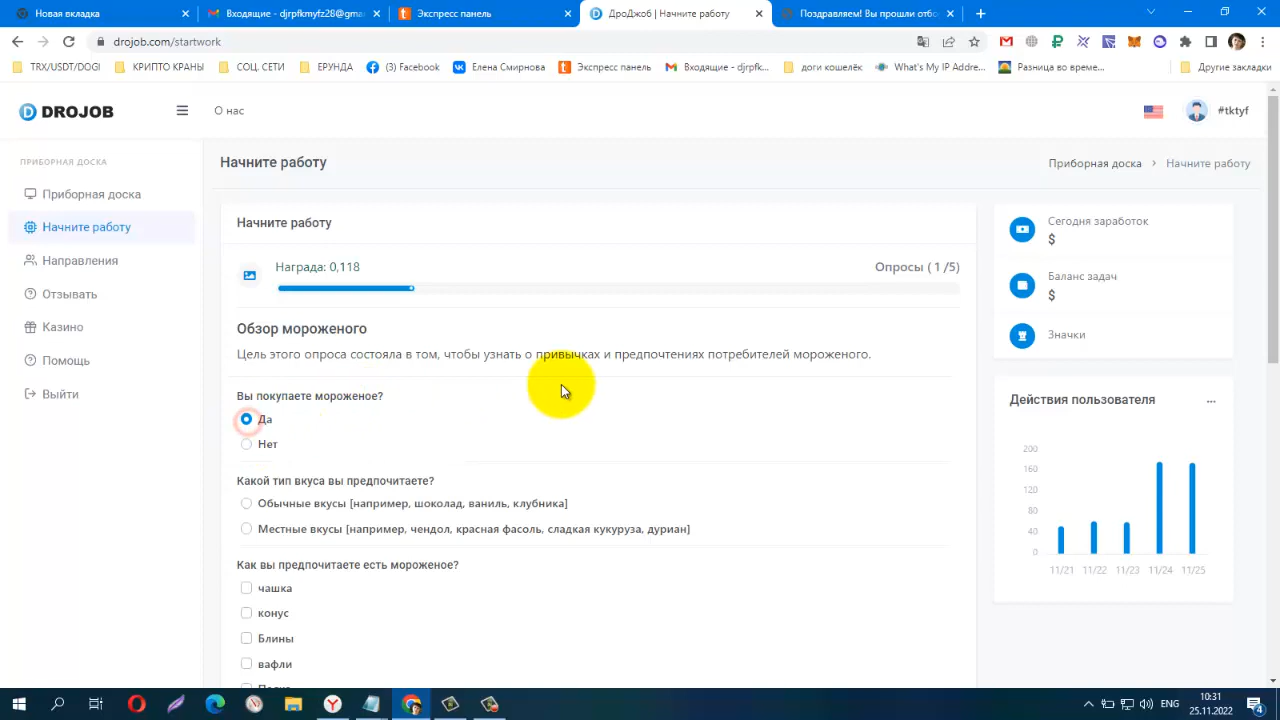 Новая вкладка
Входящие - djrpkmyfz28@gma
Экспресс панель
ДроДжоб | Начните работу
Поздравляем! Вы прошли отбо
drojob.com/startwork
TRX/USDT/DOGI
КРИПТО КРАНЫ
СОЦ. СЕТИ
ЕРУНДА
(3) Facebook
Елена Смирнова
Экспресс панель
Входящие - djrpfk...
доги кошелёк
What's My IP Addre...
Разница во време...
Другие закладки
DROJOB
О нас
#tktyf
ПРИБОРНАЯ ДОСКА
Приборная доска
Начните работу
Направления
Отзывать
Казино
Помощь
Выйти
Начните работу
Приборная доска > Начните работу
Начните работу
Награда: 0,118
Опросы ( 1 /5)
Обзор мороженого
Цель этого опроса состояла в том, чтобы узнать о привычках и предпочтениях потребителей мороженого.
Вы покупаете мороженое?
Да
Нет
Какой тип вкуса вы предпочитаете?
Обычные вкусы [например, шоколад, ваниль, клубника]
Местные вкусы [например, чендол, красная фасоль, сладкая кукуруза, дуриан]
Как вы предпочитаете есть мороженое?
чашка
конус
Блины
вафли
Сегодня заработок
$
Баланс задач
$
Значки
Действия пользователя
...
200
160
120
80
40
0
11/21 11/22 11/23 11/24 11/25
ENG
10:31
25.11.2022
4